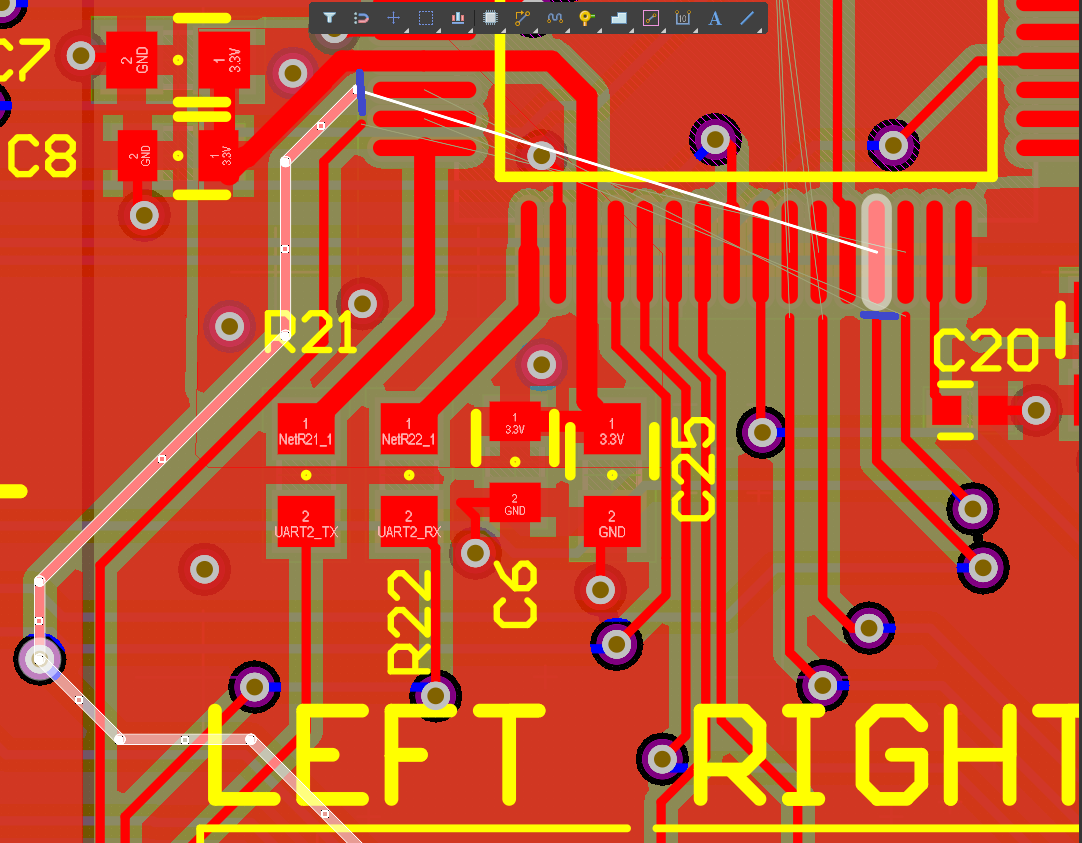 10
A
C7
2
GND
1
3.3V
C8
2
GND
1
3.3V
R21
C20
1
NetR21_1
1
NetR22_1
1
3.3V
1
3.3V
C25
2
UART2_TX
2
UART2_RX
2
GND
2
GND
R22
C6
LEFT
RIGHT